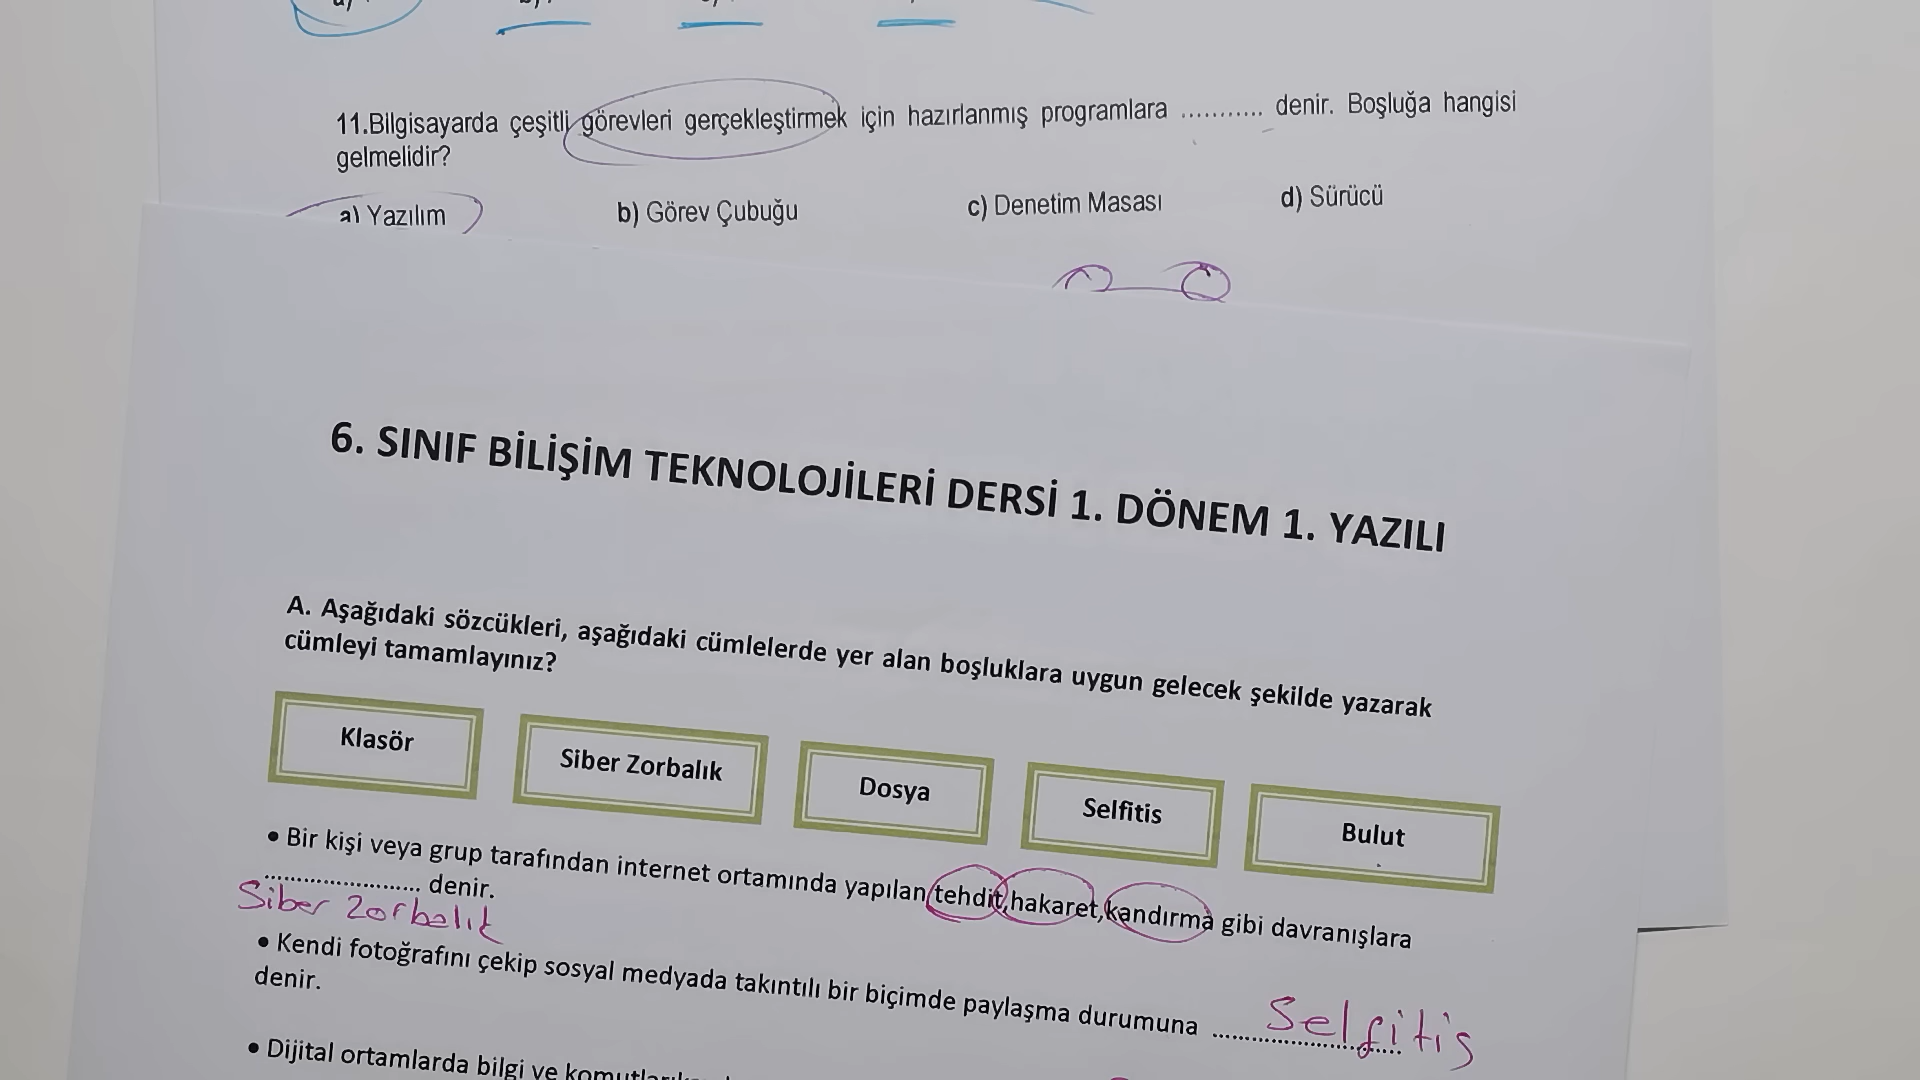 11.Bilgisayarda çeşitli görevleri gerçekleştirmek için hazırlanmış programlara ........... denir. Boşluğa hangisi
gelmelidir?
a) Yazılım b) Görev Çubuğu c) Denetim Masası d) Sürücü
6. SINIF BİLİŞİM TEKNOLOJİLERİ DERSİ 1. DÖNEM 1. YAZILI
A. Aşağıdaki sözcükleri, aşağıdaki cümlelerde yer alan boşluklara uygun gelecek şekilde yazarak
cümleyi tamamlayınız?
Klasör Siber Zorbalık Dosya Selfitis Bulut
• Bir kişi veya grup tarafından internet ortamında yapılan tehdit,hakaret,kandırma gibi davranışlara
........................ denir.
Siber Zorbalık
• Kendi fotoğrafını çekip sosyal medyada takıntılı bir biçimde paylaşma durumuna ........................... Selfitis
denir.
• Dijital ortamlarda bilgi ve